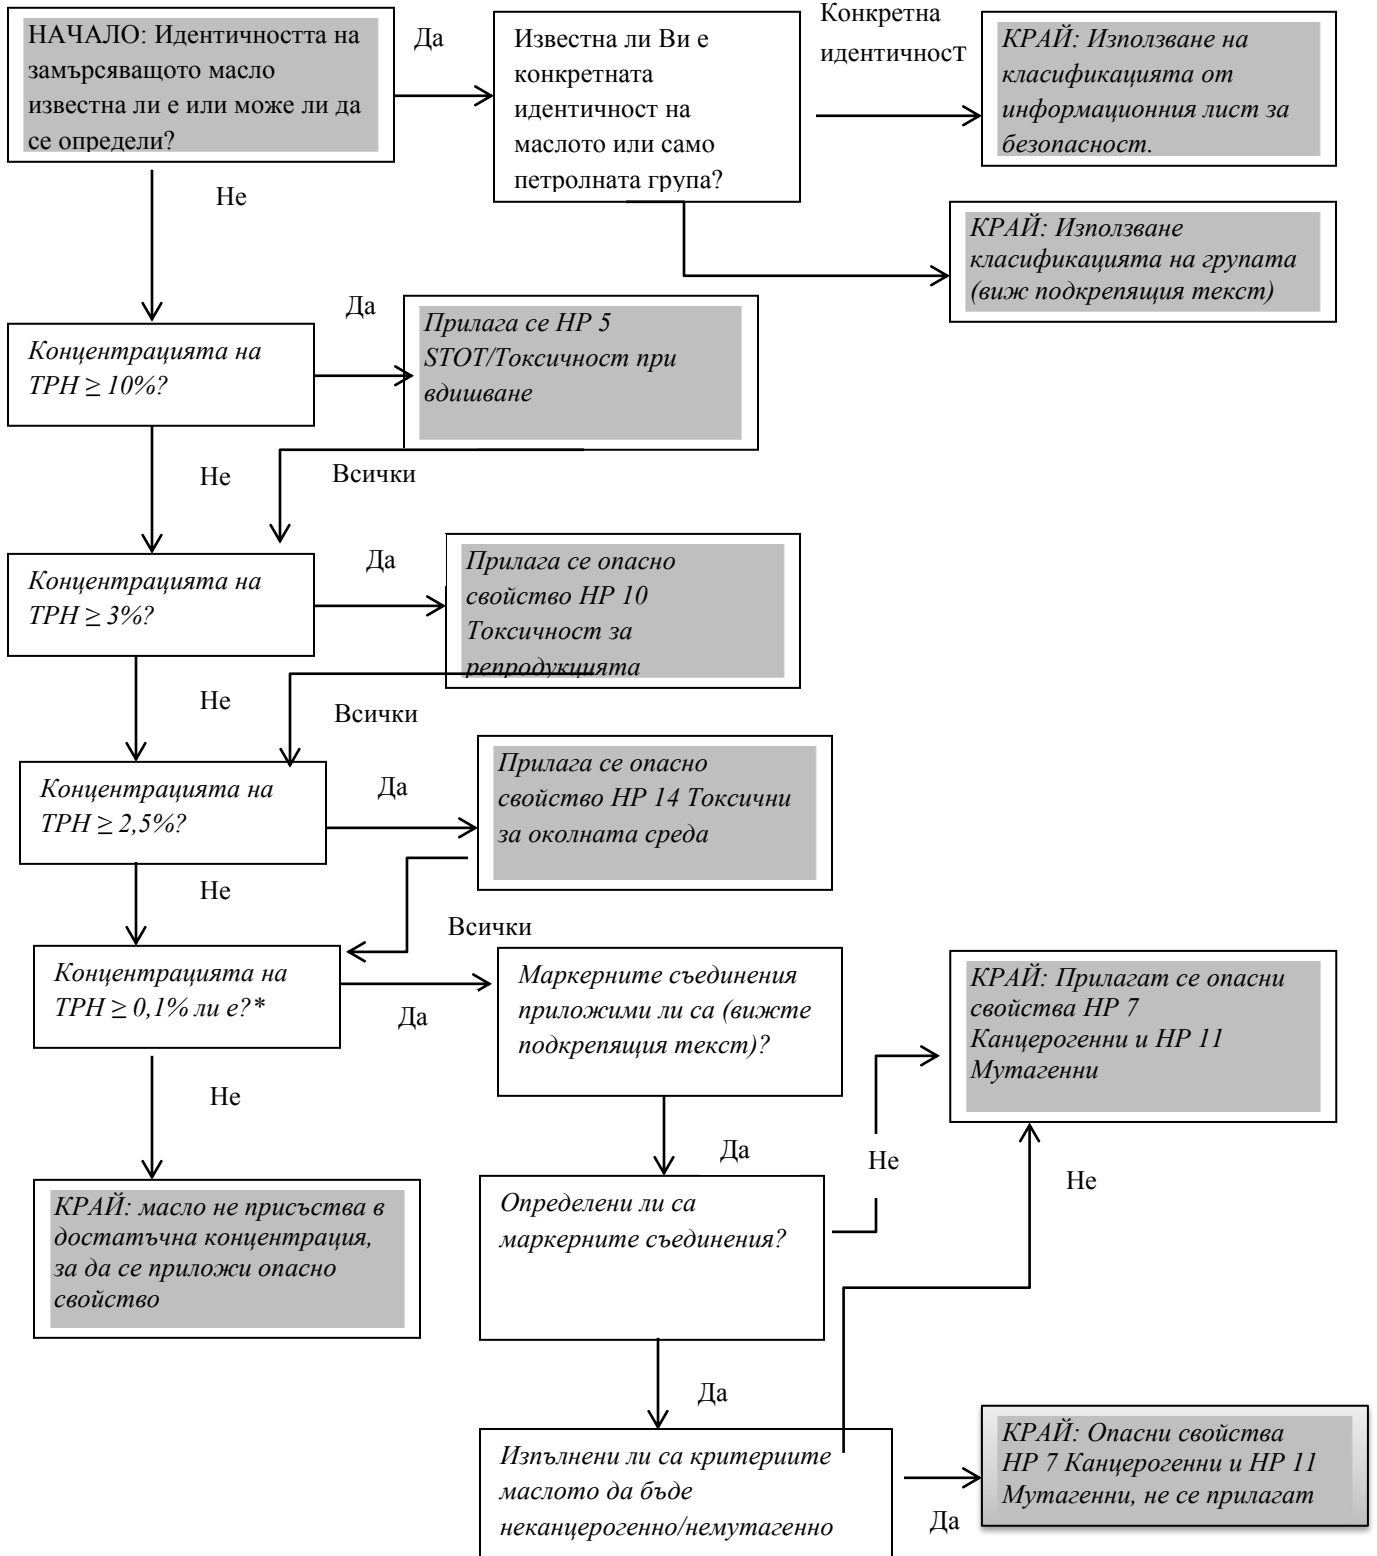 НАЧАЛО: Идентичността на
замърсяващото масло
известна ли е или може ли да
се определи?
Да
Известна ли Ви е
конкретната
идентичност на
маслото или само
петролната група?
Конкретна
идентичност
КРАЙ: Използване на
класификацията от
информационния лист за
безопасност.
Не
КРАЙ: Използване
класификацията на групата
(виж подкрепящия текст)
Концентрацията на
TPH ≥ 10%?
Да
Прилага се HP 5
STOT/Токсичност при
вдишване
Не
Всички
Концентрацията на
TPH ≥ 3%?
Да
Прилага се опасно
свойство HP 10
Токсичност за
репродукцията
Не
Всички
Концентрацията на
TPH ≥ 2,5%?
Да
Прилага се опасно
свойство HP 14 Токсични
за околната среда
Не
Всички
Концентрацията на
TPH ≥ 0,1% ли е?*
Да
Маркерните съединения
приложими ли са (вижте
подкрепящия текст)?
КРАЙ: Прилагат се опасни
свойства HP 7
Канцерогенни и HP 11
Мутагенни
Не
Да
Не
Не
КРАЙ: масло не присъства в
достатъчна концентрация,
за да се приложи опасно
свойство
Определени ли са
маркерните съединения?
Да
Изпълнени ли са критериите
маслото да бъде
неканцерогенно/немутагенно
Да
КРАЙ: Опасни свойства
HP 7 Канцерогенни и HP 11
Мутагенни, не се прилагат